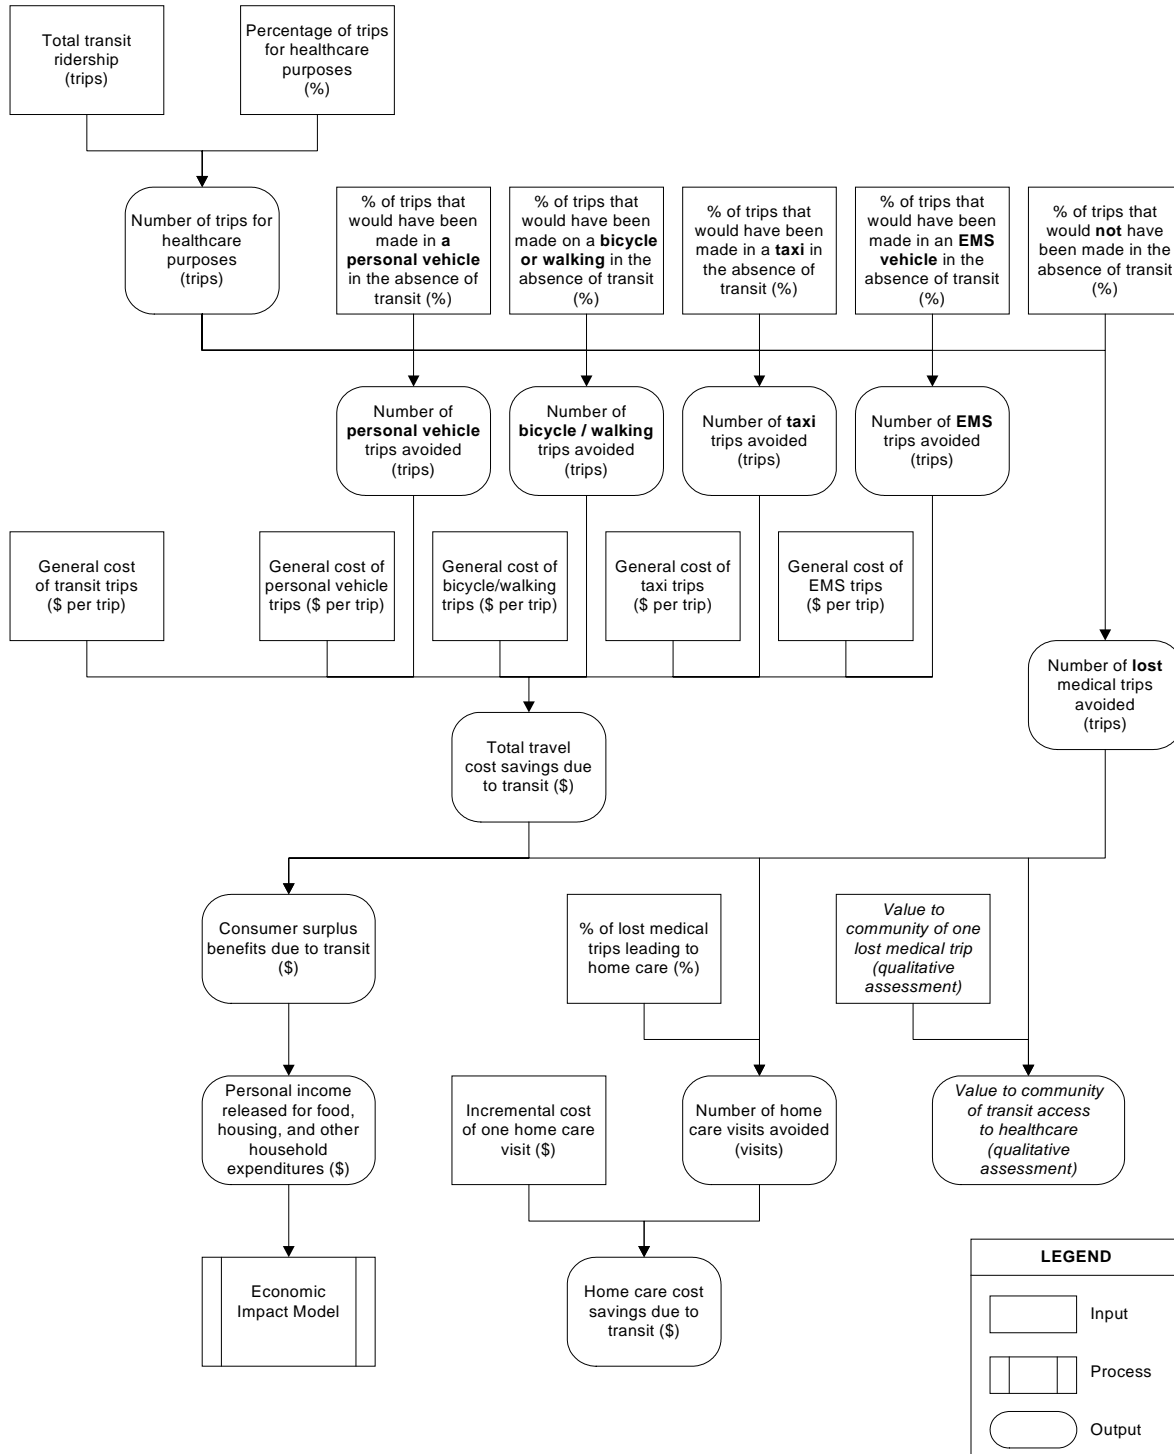 Total transit
ridership
(trips)
Percentage of trips
for healthcare
purposes
(%)
Number of trips for
healthcare
purposes
(trips)
% of trips that
would have been
made in a
personal vehicle
in the absence of
transit (%)
% of trips that
would have been
made on a bicycle
or walking in the
absence of transit
(%)
% of trips that
would have been
made in a taxi in
the absence of
transit (%)
% of trips that
would have been
made in an EMS
vehicle in the
absence of transit
(%)
% of trips that
would not have
been made in the
absence of transit
(%)
Number of
personal vehicle
trips avoided
(trips)
Number of
bicycle / walking
trips avoided
(trips)
Number of taxi
trips avoided
(trips)
Number of EMS
trips avoided
(trips)
General cost
of transit trips
($ per trip)
General cost of
personal vehicle
trips ($ per trip)
General cost of
bicycle/walking
trips ($ per trip)
General cost of
taxi trips
($ per trip)
General cost of
EMS trips
($ per trip)
Number of lost
medical trips
avoided
(trips)
Total travel
cost savings due
to transit ($)
Consumer surplus
benefits due to transit
($)
% of lost medical
trips leading to
home care (%)
Value to
community of one
lost medical trip
(qualitative
assessment)
Personal income
released for food,
housing, and other
household
expenditures ($)
Incremental cost
of one home care
visit ($)
Number of home
care visits avoided
(visits)
Value to community
of transit access
to healthcare
(qualitative
assessment)
Economic
Impact Model
Home care cost
savings due to
transit ($)
LEGEND
Input
Process
Output